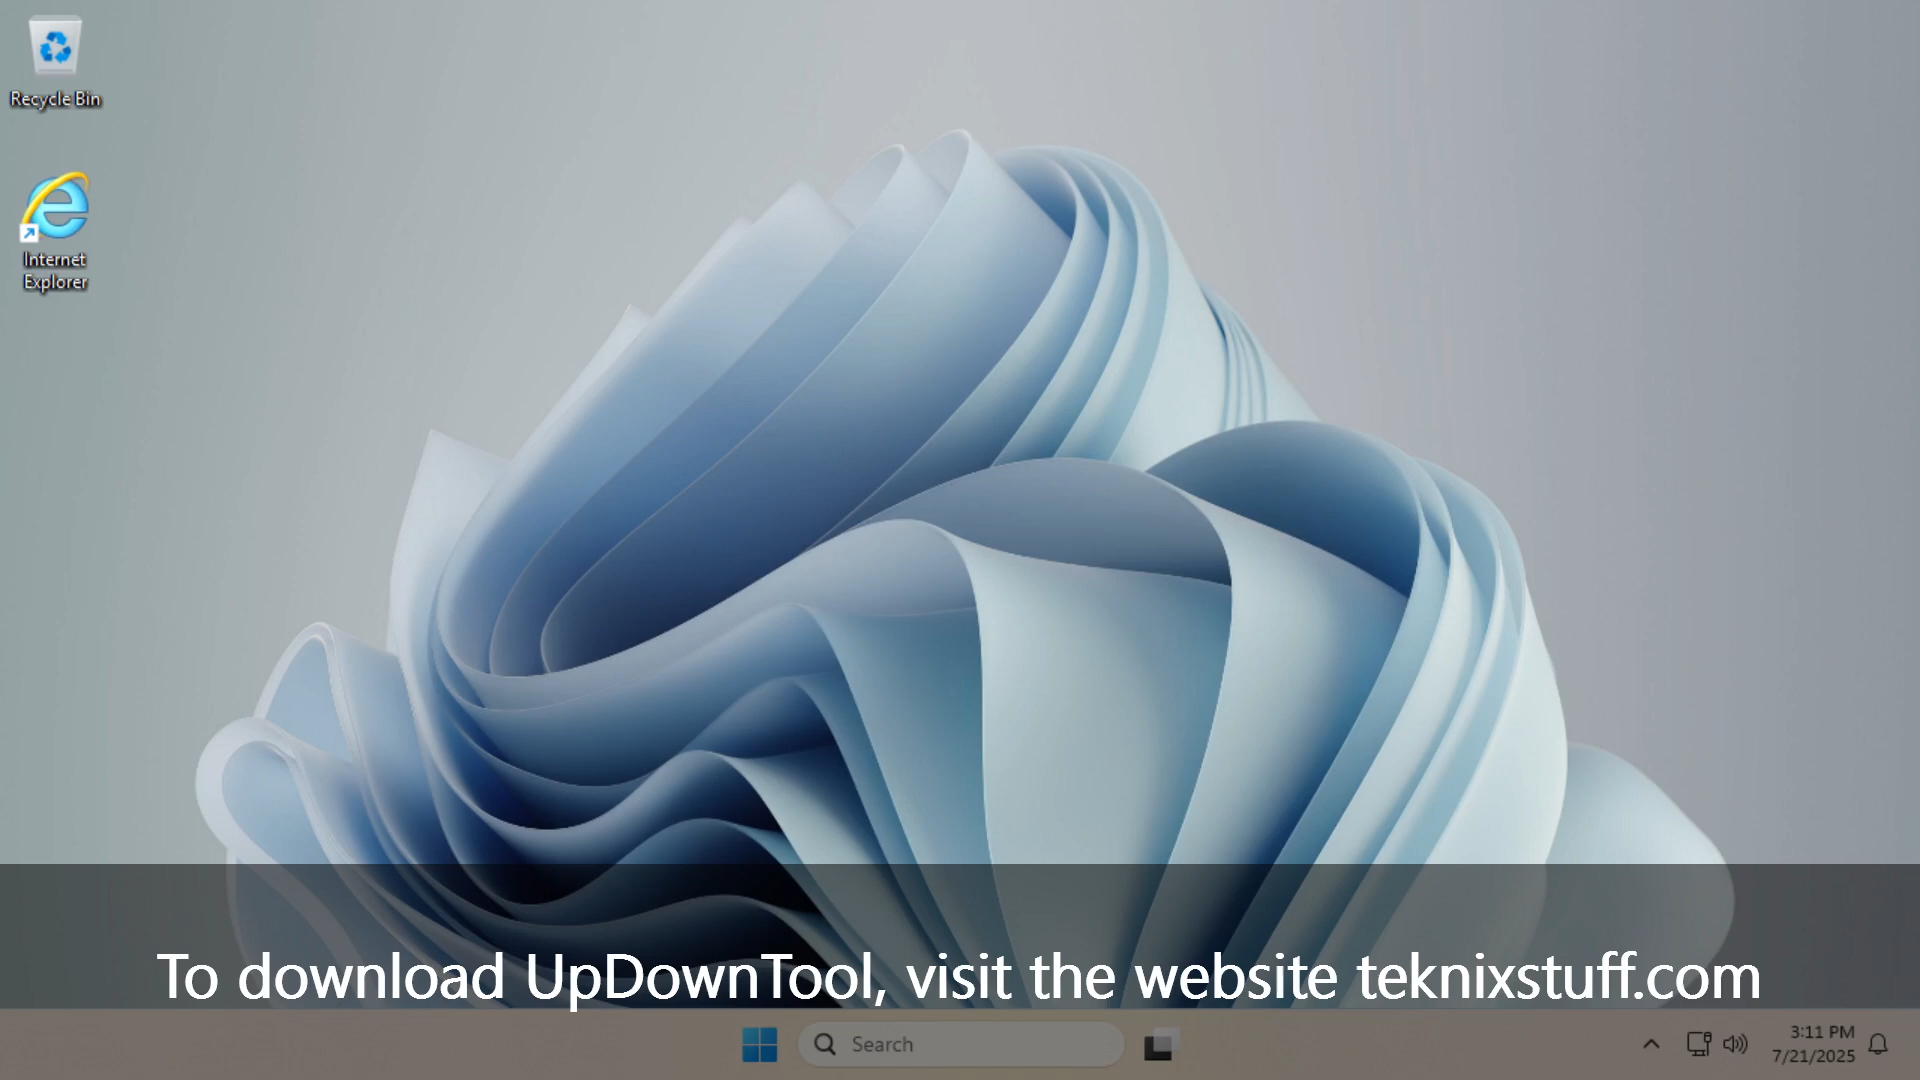 Recycle Bin
Internet
Explorer
To download UpDownTool, visit the website teknixstuff.com
Search
3:11 PM
7/21/2025